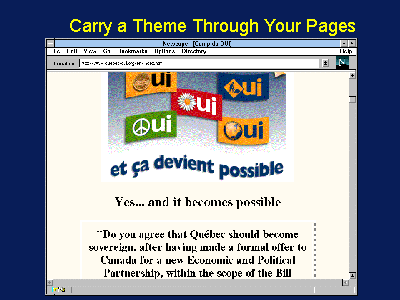 Carry a Theme Through Your Pages
Netscape - [Camp du OUI]
File Edit View Go Bookmarks Options Directory Help
Location:
Oui Oui
Oui
Oui Oui
et ça devient possible
Yes... and it becomes possible
"Do you agree that Québec should become
sovereign, after having made a formal offer to
Canada for a new Economic and Political
Partnership, within the scope of the Bill